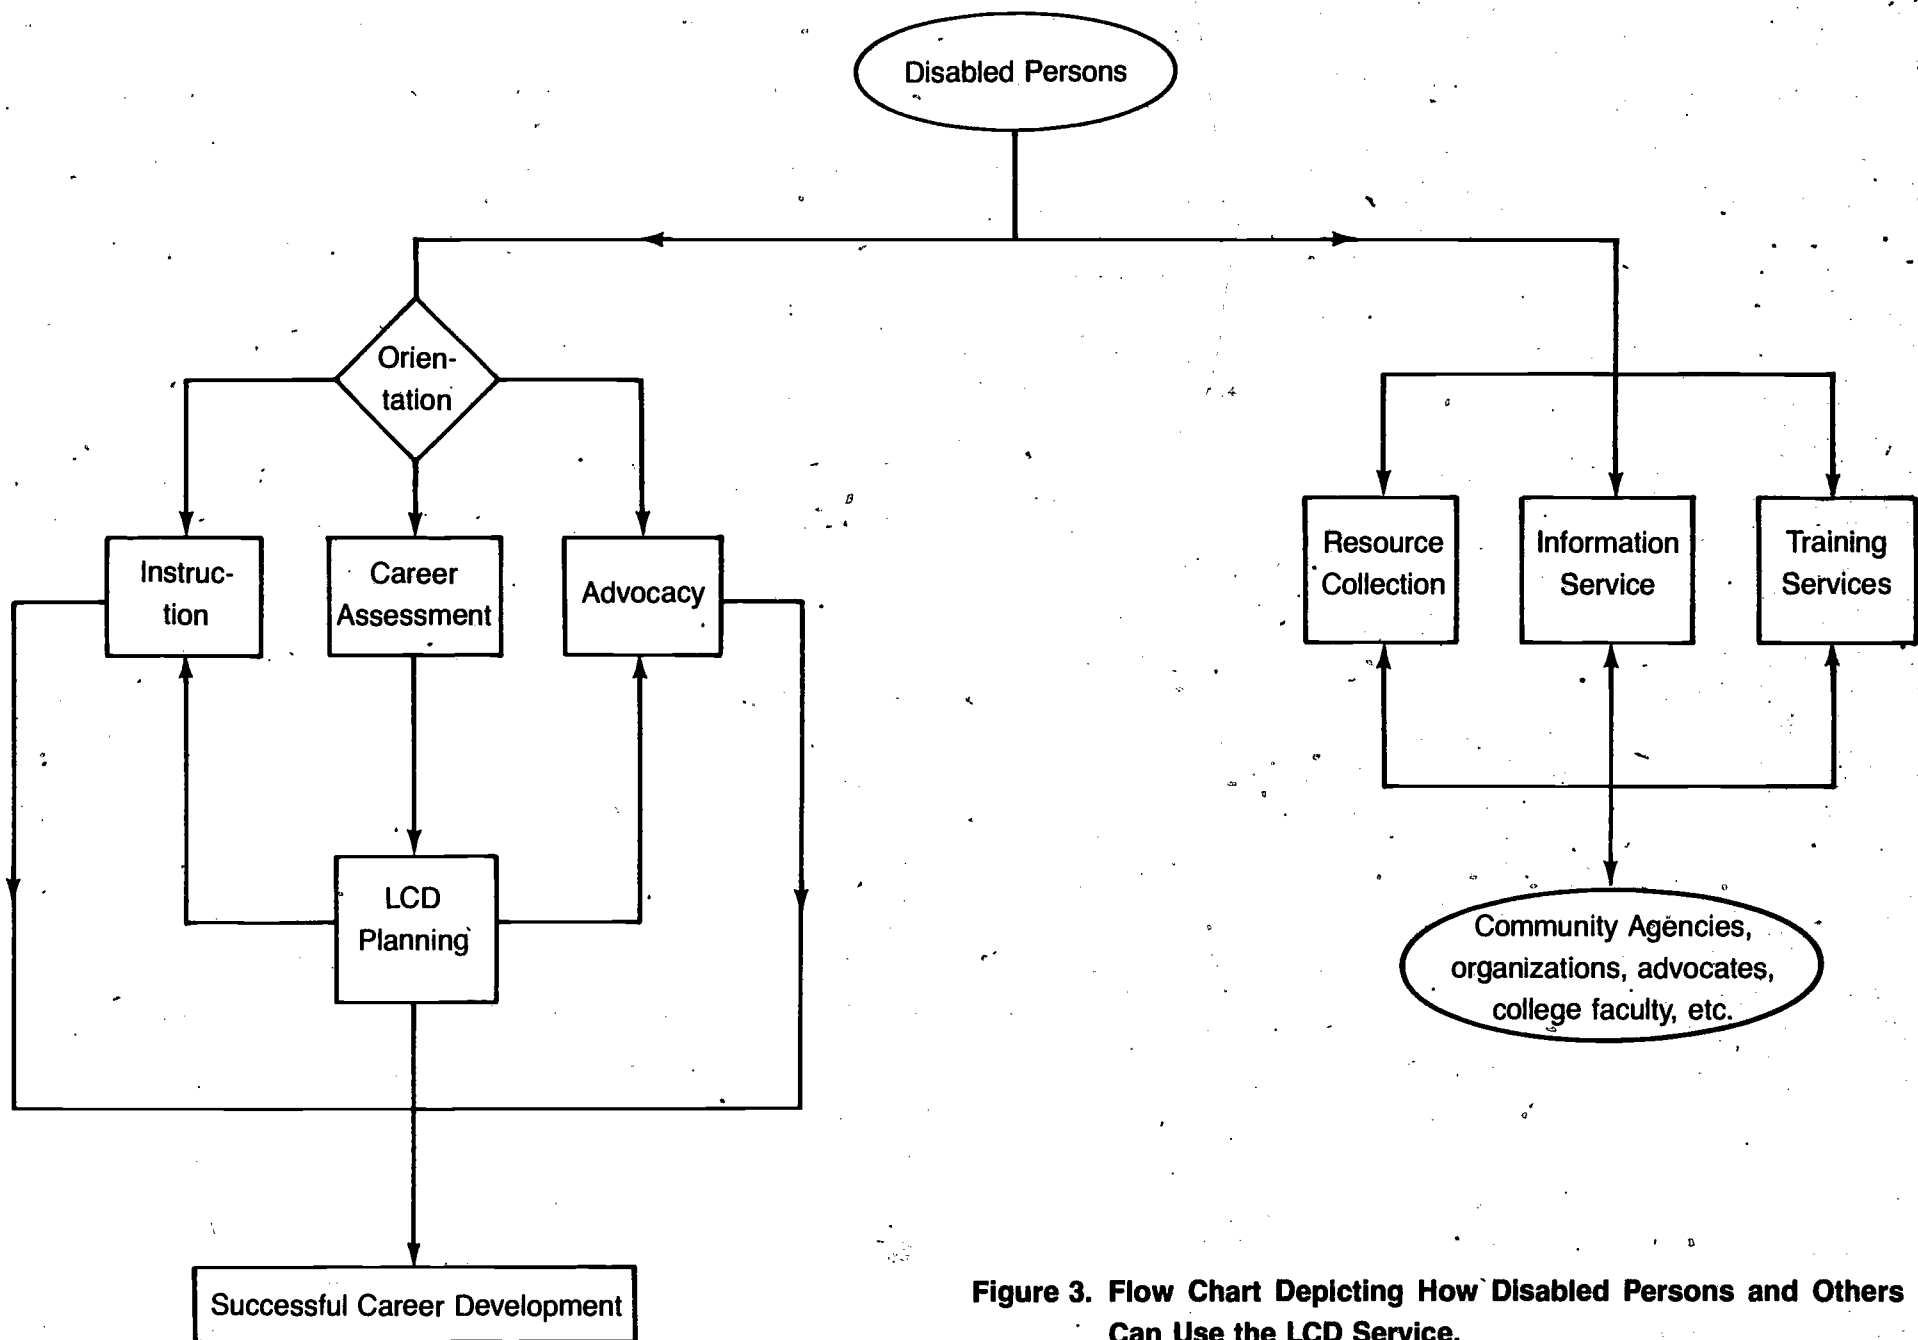 Disabled Persons
Orien-
tation
Instruc-
tion
Career
Assessment
Advocacy
LCD
Planning
Successful Career Development
Resource
Collection
Information
Service
Training
Services
Community Agencies,
organizations, advocates,
college faculty, etc.
Figure 3. Flow Chart Depicting How Disabled Persons and Others
Can Use the LCD Service.